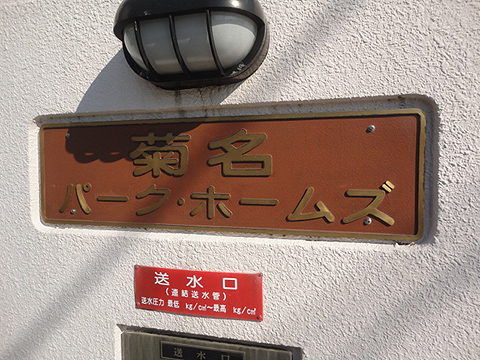 菊名
パーク・ホームズ
送水口
(連結送水管)
送水圧力 最低 kg/c㎡～最高 kg/c㎡
送水口